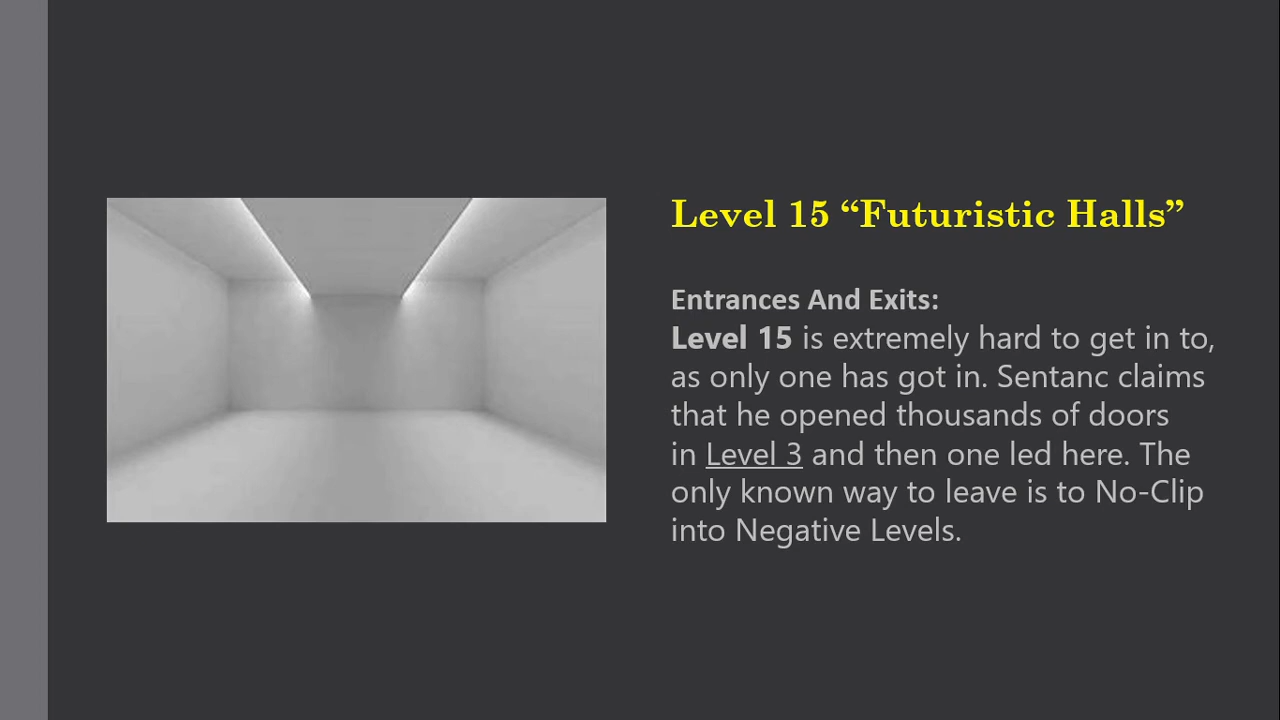 Level 15 “Futuristic Halls”
Entrances And Exits:
Level 15 is extremely hard to get in to,
as only one has got in. Sentanc claims
that he opened thousands of doors
in Level 3 and then one led here. The
only known way to leave is to No-Clip
into Negative Levels.